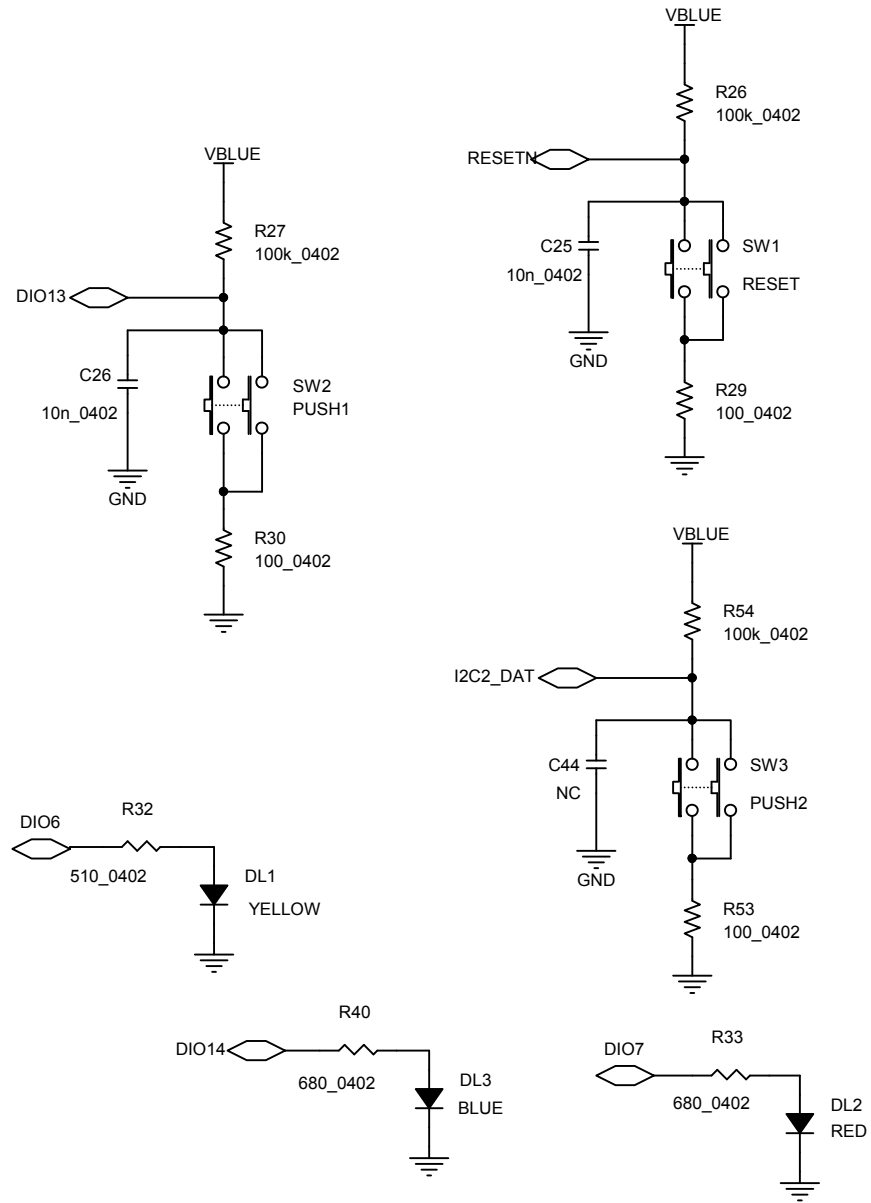 VBLUE
R26
100k_0402
RESETN
C25
10n_0402
SW1
RESET
GND
R29
100_0402
VBLUE
R27
100k_0402
DIO13
C26
10n_0402
SW2
PUSH1
GND
R30
100_0402
VBLUE
R54
100k_0402
I2C2_DAT
C44
NC
SW3
PUSH2
GND
R53
100_0402
R32
DIO6
510_0402
DL1
YELLOW
R40
DIO14
680_0402
DL3
BLUE
R33
DIO7
680_0402
DL2
RED